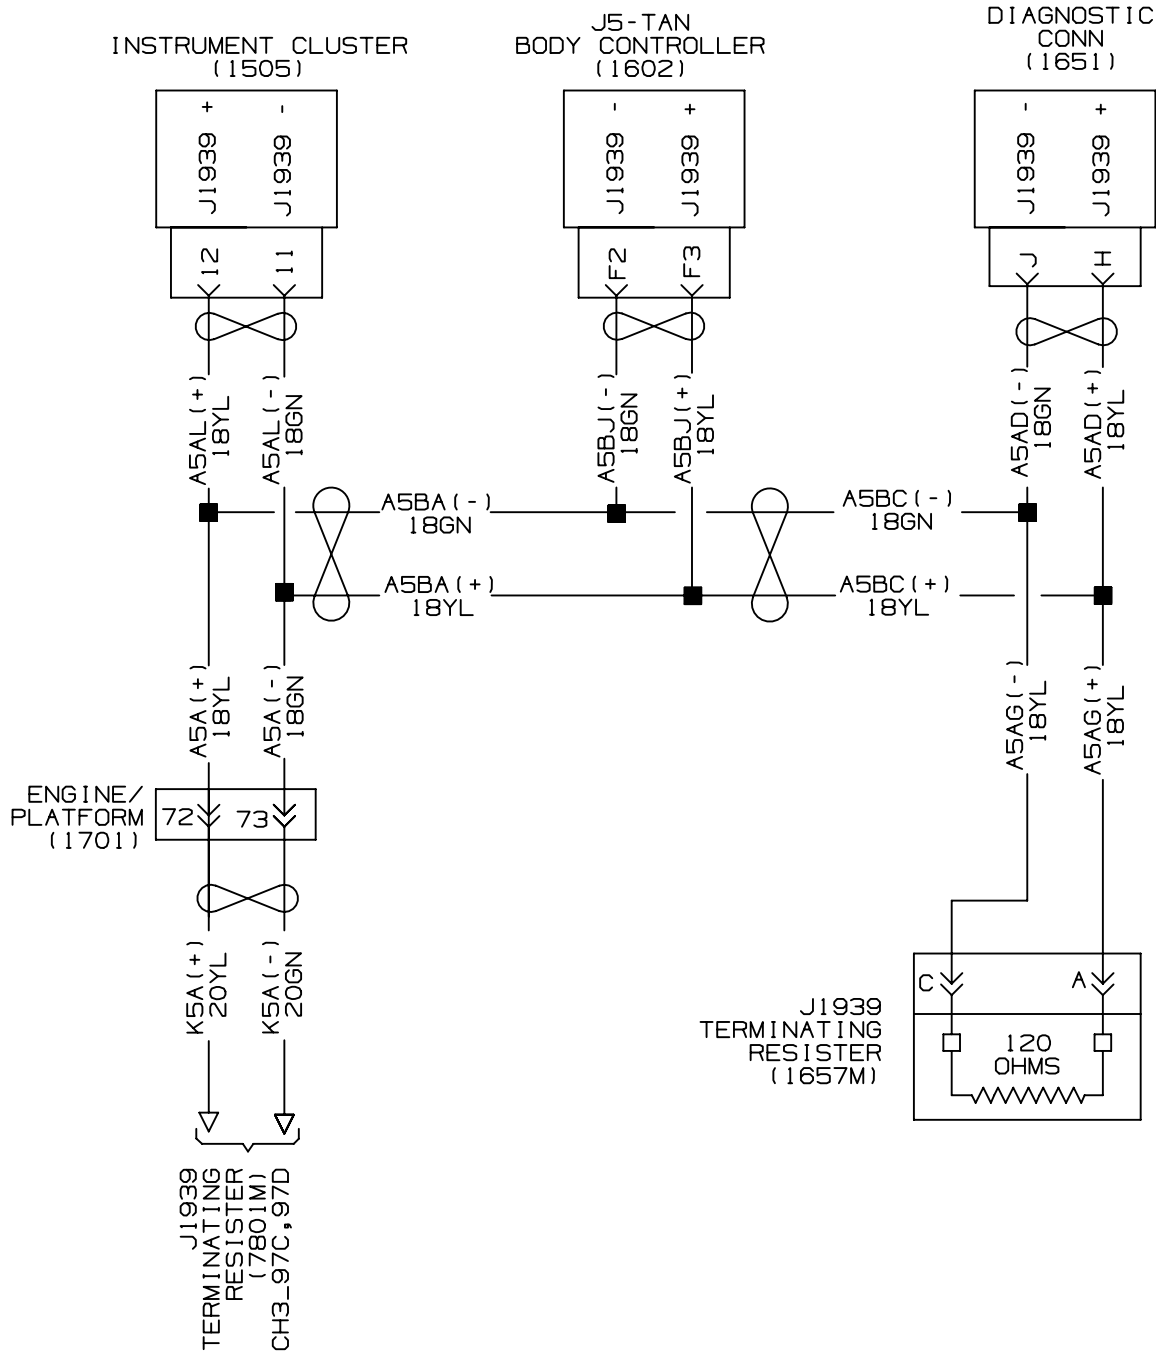 INSTRUMENT CLUSTER
(1505)
J5-TAN
BODY CONTROLLER
(1602)
DIAGNOSTIC
CONN
(1651)
J1939 +
J1939 -
J1939 -
J1939 +
J1939 -
J1939 +
12
11
F2
F3
J
H
A5AL(+)
18YL
A5AL(-)
18GN
A5BJ(-)
18GN
A5BJ(+)
18YL
A5AD(-)
18GN
A5AD(+)
18YL
A5BA(-)
18GN
A5BC(-)
18GN
A5BA(+)
18YL
A5BC(+)
18YL
A5A(+)
18YL
A5A(-)
18GN
A5AG(-)
18YL
A5AG(+)
18YL
ENGINE/
PLATFORM
(1701)
72
73
K5A(+)
20YL
K5A(-)
20GN
C
A
J1939
TERMINATING
RESISTER
(1657M)
120
OHMS
J1939
TERMINATING
RESISTER
(7801M)
CH3_97C,97D